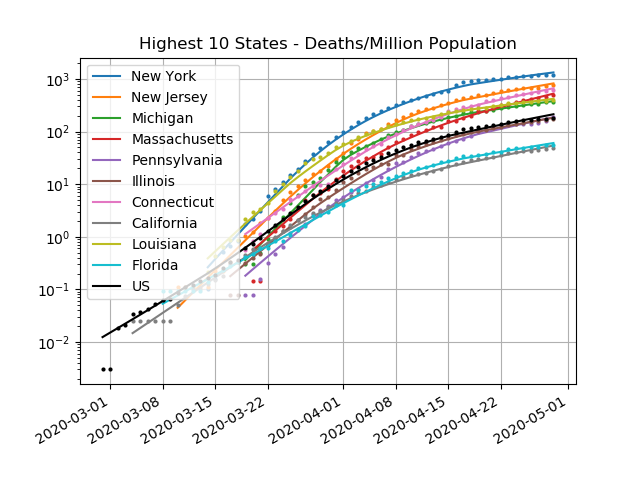 Highest 10 States - Deaths/Million Population
10³
10²
10¹
10⁰
10⁻¹
10⁻²
New York
New Jersey
Michigan
Massachusetts
Pennsylvania
Illinois
Connecticut
California
Louisiana
Florida
US
2020-03-01
2020-03-08
2020-03-15
2020-03-22
2020-04-01
2020-04-08
2020-04-15
2020-04-22
2020-05-01